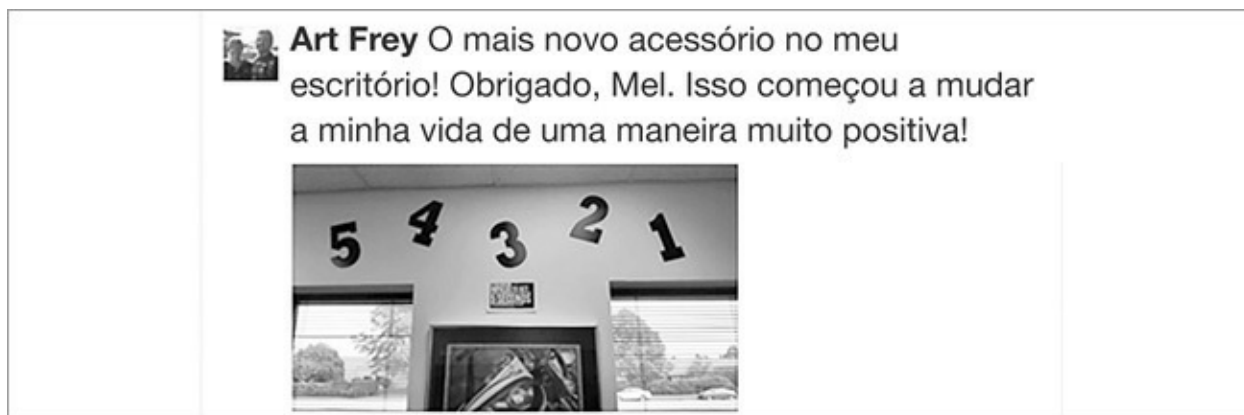 Art Frey O mais novo acessório no meu
escritório! Obrigado, Mel. Isso começou a mudar
a minha vida de uma maneira muito positiva!
5 4 3 2 1